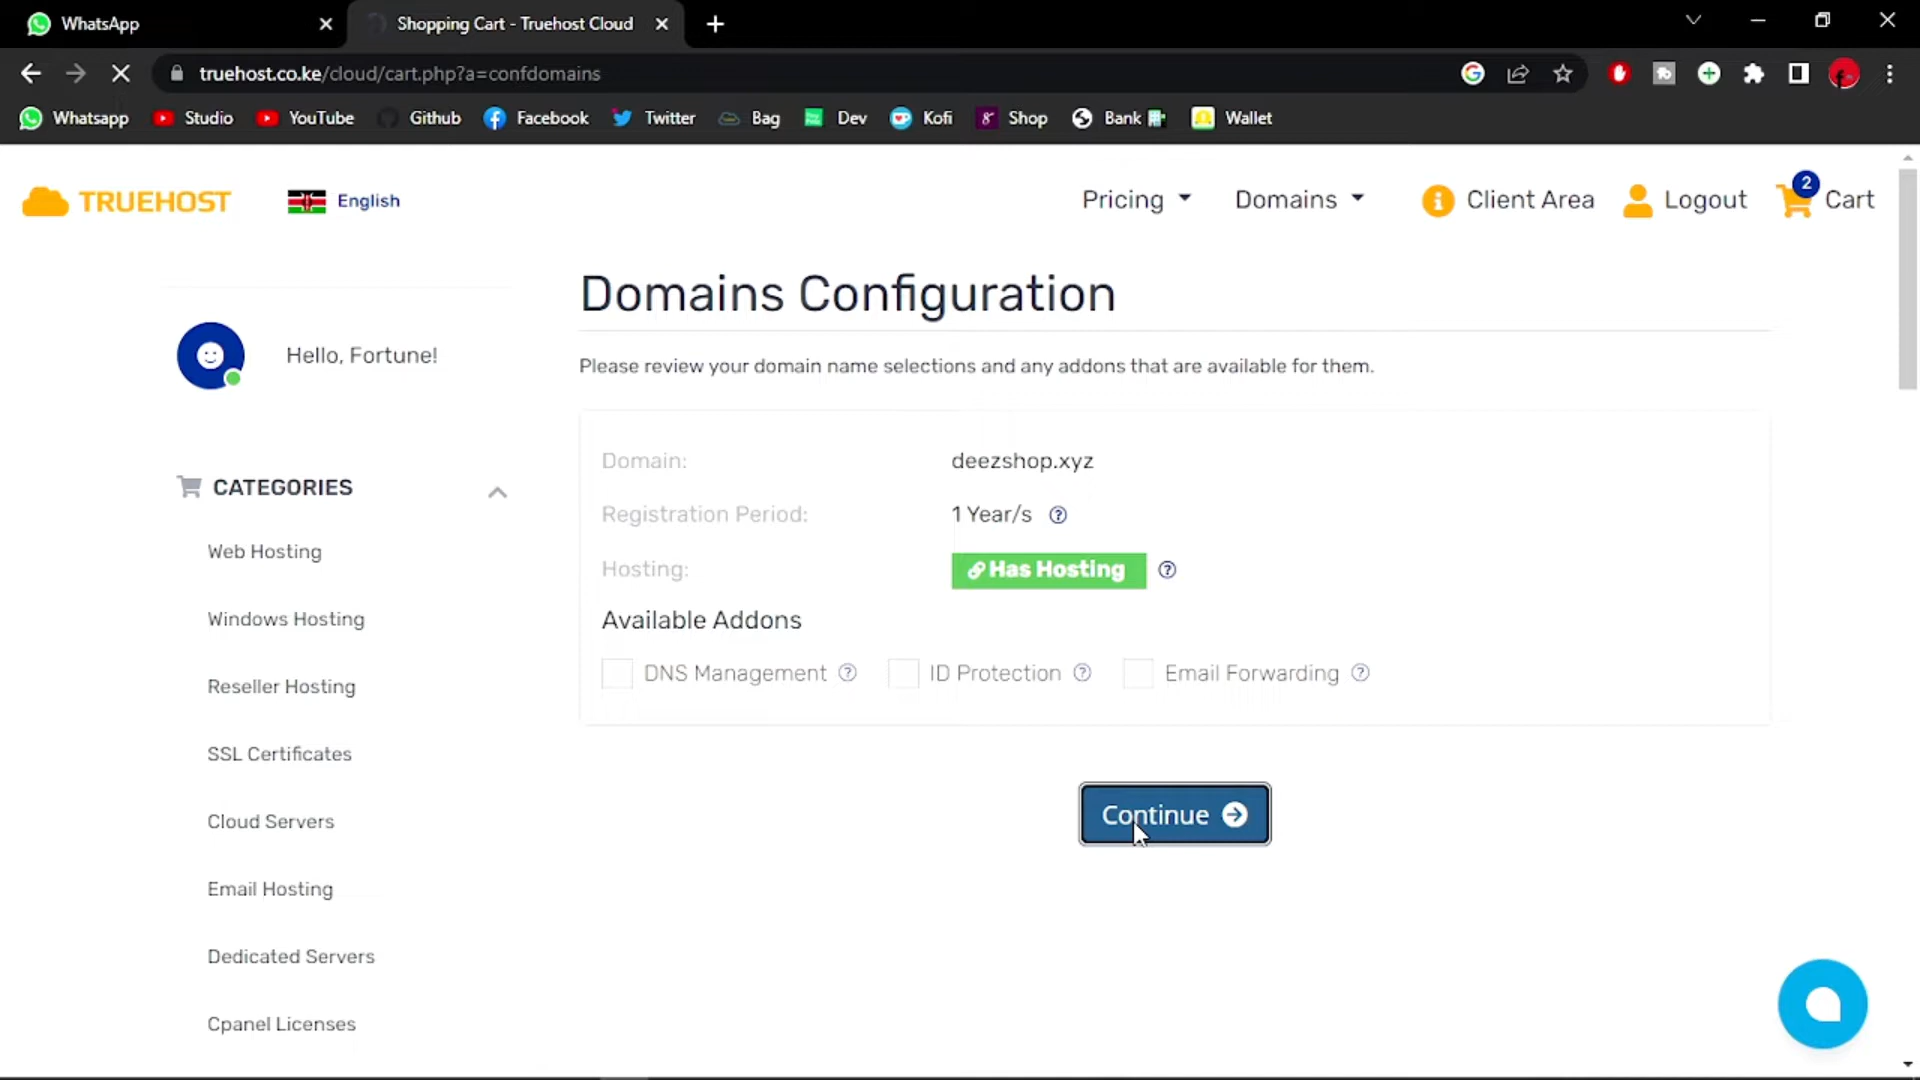 WhatsApp
Shopping Cart - Truehost Cloud
truehost.co.ke/cloud/cart.php?a=confdomains
Whatsapp Studio YouTube Github Facebook Twitter Bag Dev Kofi Shop Bank Wallet
TRUEHOST English Pricing Domains Client Area Logout 2 Cart
Domains Configuration
Hello, Fortune!
Please review your domain name selections and any addons that are available for them.
Domain: deezshop.xyz
Registration Period: 1 Year/s
Hosting: Has Hosting
Available Addons
DNS Management ID Protection Email Forwarding
Continue
CATEGORIES
Web Hosting
Windows Hosting
Reseller Hosting
SSL Certificates
Cloud Servers
Email Hosting
Dedicated Servers
Cpanel Licenses